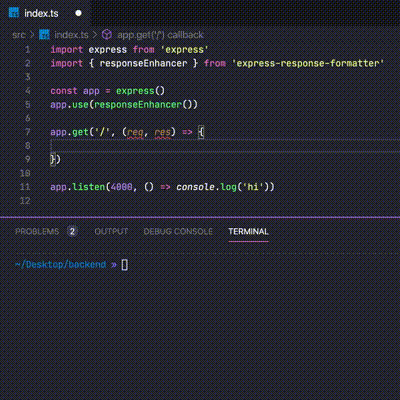 TS index.ts
src > TS index.ts > app.get('/') callback
1 import express from 'express'
2 import { responseEnhancer } from 'express-response-formatter'
3
4 const app = express()
5 app.use(responseEnhancer())
6
7 app.get('/', (req, res) => {
8
9 })
10
11 app.listen(4000, () => console.log('hi'))
12
PROBLEMS 2 OUTPUT DEBUG CONSOLE TERMINAL
~/Desktop/backend »